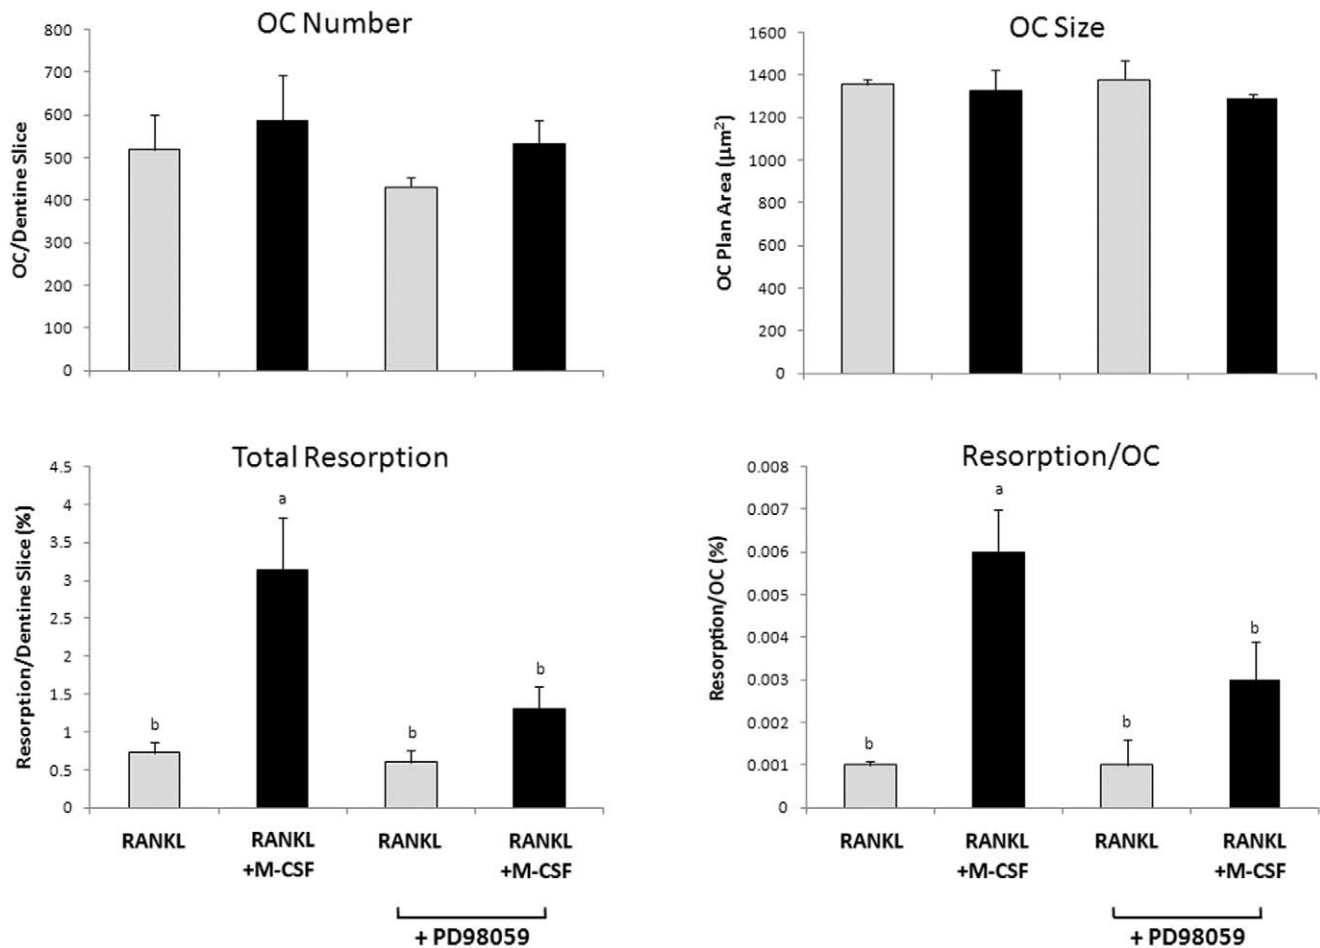 OC Number
OC/Dentine Slice
800
700
600
500
400
300
200
100
0
OC Size
OC Plan Area (µm²)
1600
1400
1200
1000
800
600
400
200
0
Total Resorption
Resorption/Dentine Slice (%)
4.5
4
3.5
3
2.5
2
1.5
1
0.5
0
b
a
b
b
RANKL
RANKL
+M-CSF
RANKL
RANKL
+M-CSF
+ PD98059
Resorption/OC
Resorption/OC (%)
0.008
0.007
0.006
0.005
0.004
0.003
0.002
0.001
0
b
a
b
b
RANKL
RANKL
+M-CSF
RANKL
RANKL
+M-CSF
+ PD98059